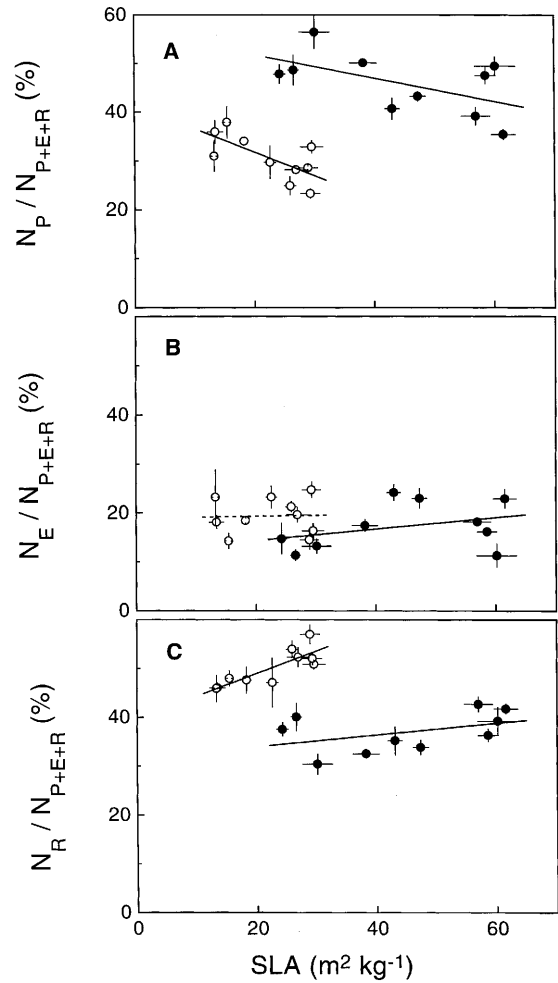 60
A
40
20
0
N_P / N_P+E+R (%)
B
40
20
0
N_E / N_P+E+R (%)
C
40
20
0
N_R / N_P+E+R (%)
0 20 40 60
SLA (m² kg⁻¹)